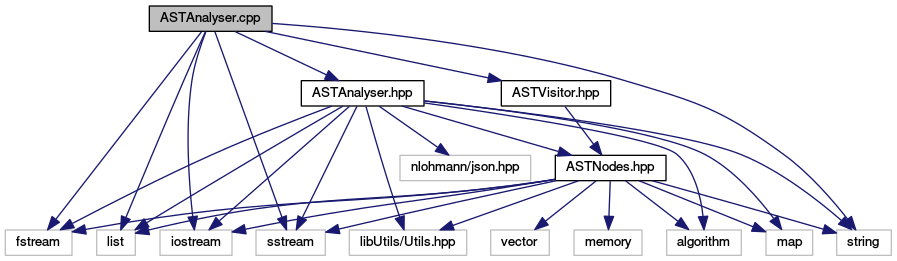 ASTAnalyser.cpp
ASTAnalyser.hpp
ASTVisitor.hpp
nlohmann/json.hpp
ASTNodes.hpp
fstream
list
iostream
sstream
libUtils/Utils.hpp
vector
memory
algorithm
map
string